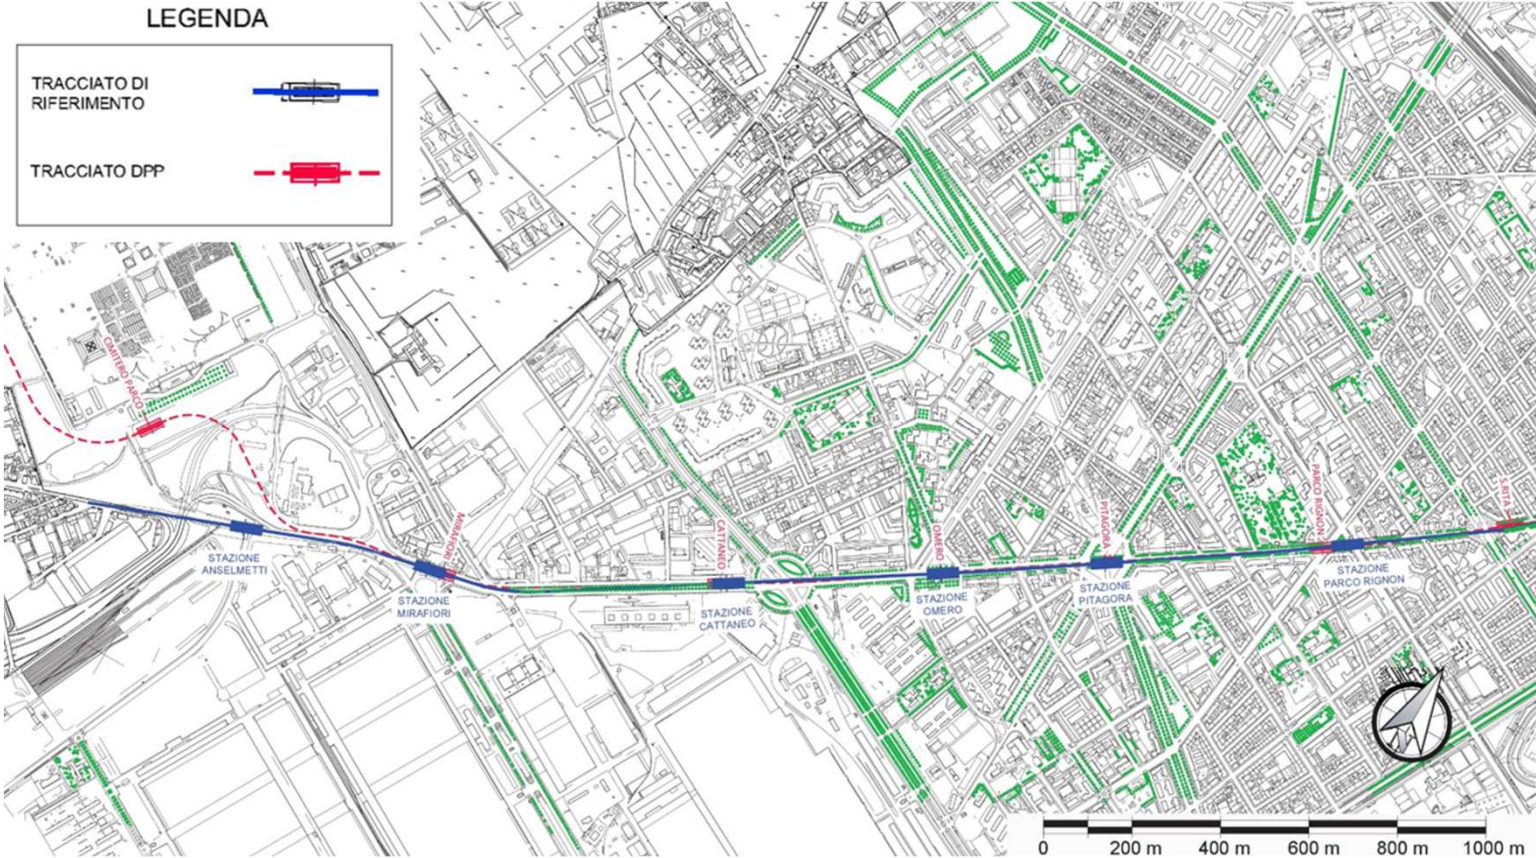 LEGENDA
TRACCIATO DI
RIFERIMENTO
TRACCIATO DPP
CIMITERO PARCO
MIRAFIORI
CATTANEO
OMERO
PITAGORA
PARCO RIGNON
S.RITA
STAZIONE
ANSELMETTI
STAZIONE
MIRAFIORI
STAZIONE
CATTANEO
STAZIONE
OMERO
STAZIONE
PITAGORA
STAZIONE
PARCO RIGNON
0 200 m 400 m 600 m 800 m 1000 m